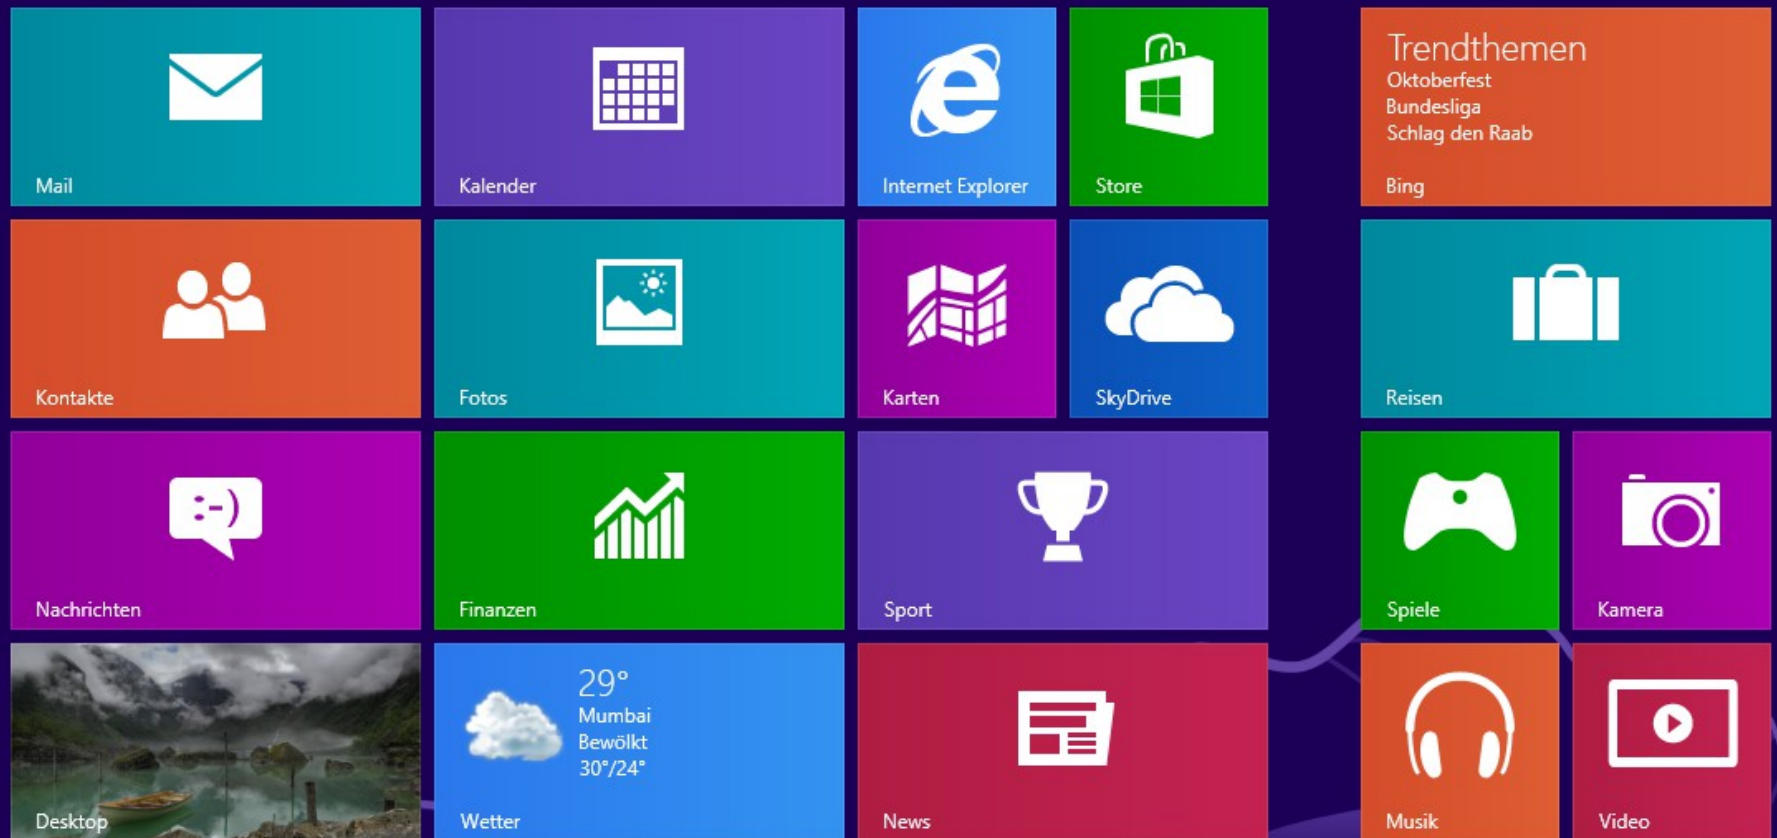 Mail
Kalender
Internet Explorer
Store
Trendthemen
Oktoberfest
Bundesliga
Schlag den Raab
Bing
Kontakte
Fotos
Karten
SkyDrive
Reisen
:-)
Nachrichten
Finanzen
Sport
Spiele
Kamera
Desktop
29°
Mumbai
Bewölkt
30°/24°
Wetter
News
Musik
Video